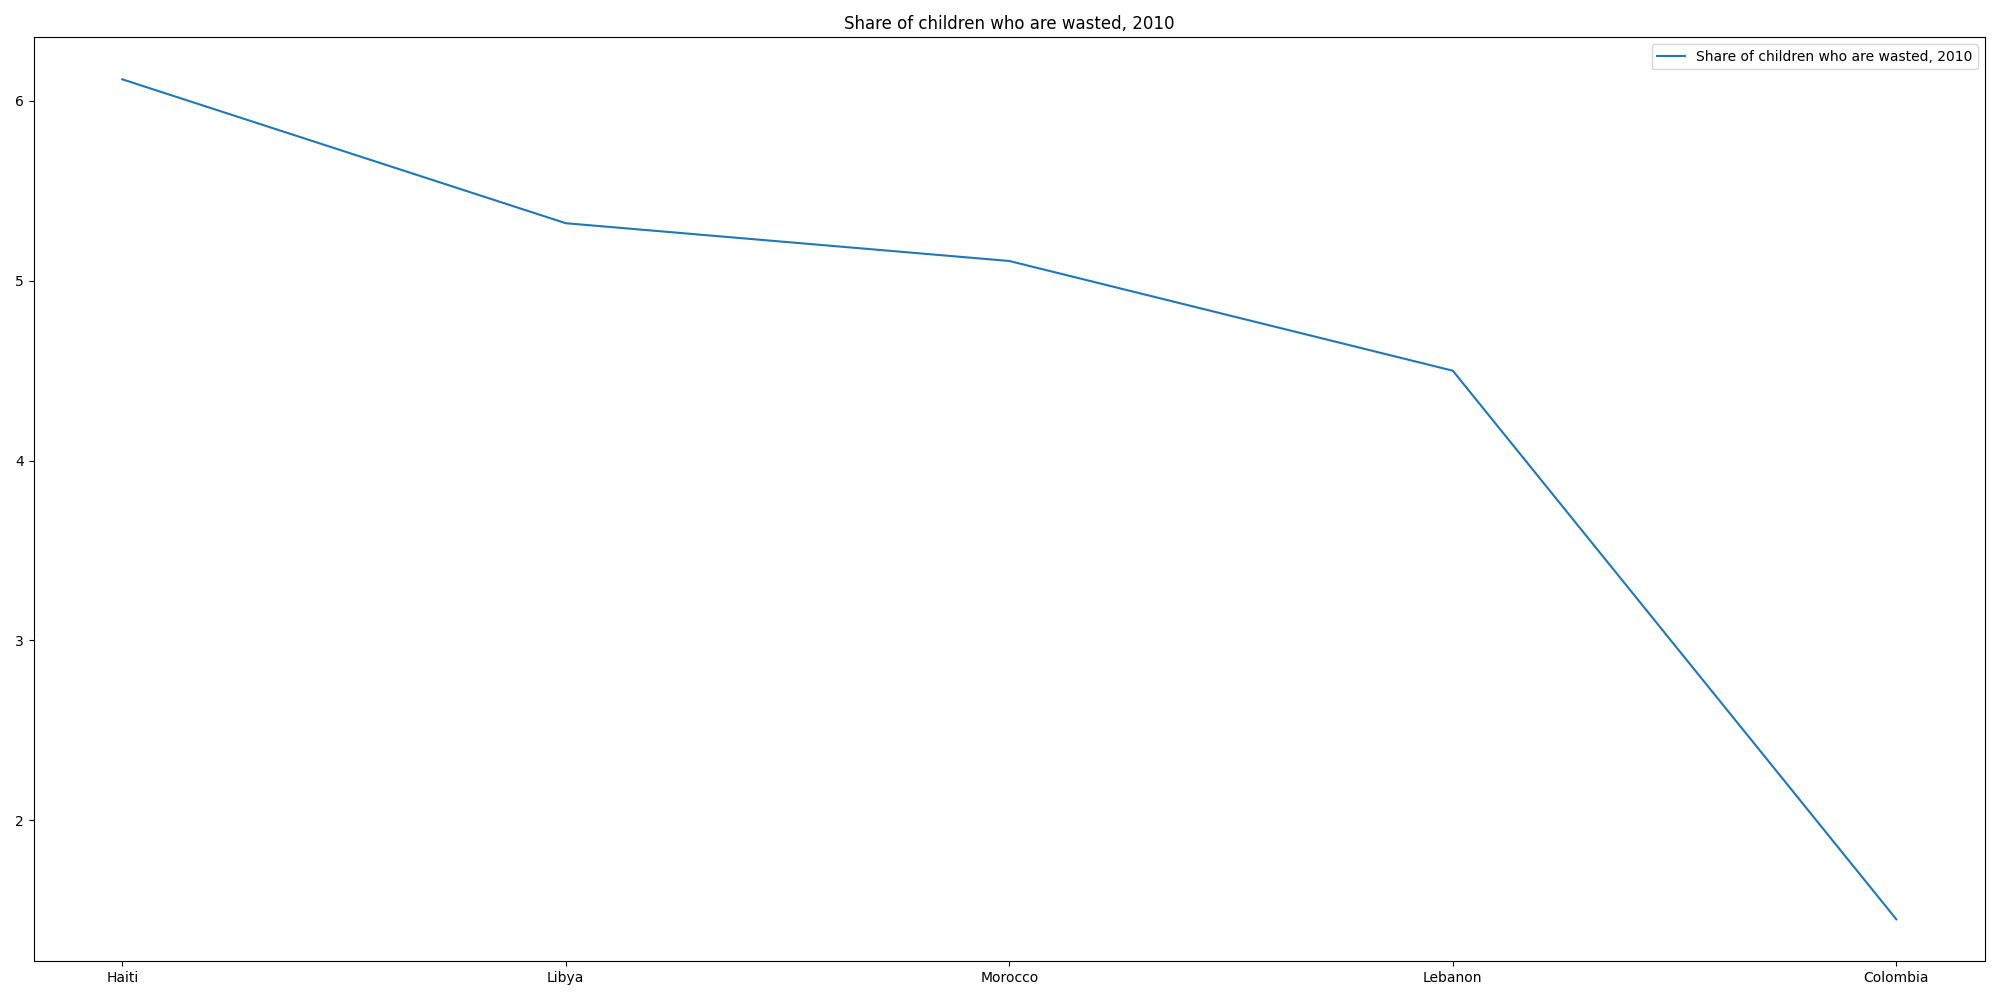 Share of children who are wasted, 2010
Share of children who are wasted, 2010
6
5
4
3
2
Haiti Libya Morocco Lebanon Colombia